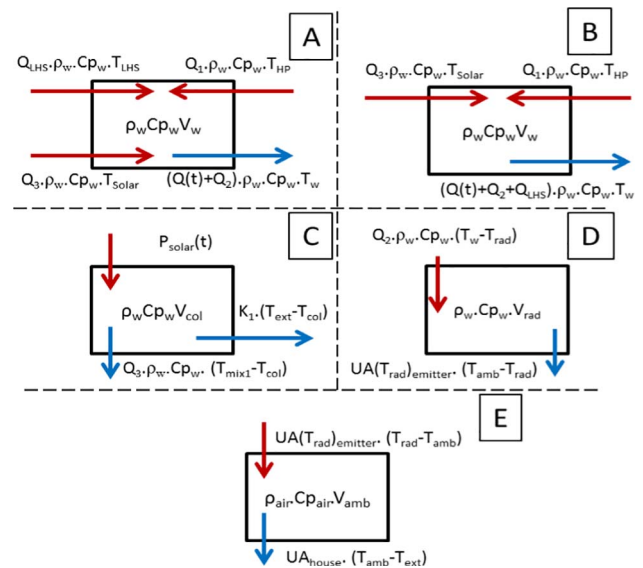 A
Q_LHS.ρ_w.Cp_w.T_LHS
Q_1.ρ_w.Cp_w.T_HP
ρ_wCp_wV_w
Q_3.ρ_w.Cp_w.T_Solar
(Q(t)+Q_2).ρ_w.Cp_w.T_w
B
Q_3.ρ_w.Cp_w.T_Solar
Q_1.ρ_w.Cp_w.T_HP
ρ_wCp_wV_w
(Q(t)+Q_2+Q_LHS).ρ_w.Cp_w.T_w
C
P_solar(t)
ρ_wCp_wV_col
K_1.(T_ext-T_col)
Q_3.ρ_w.Cp_w. (T_mix1-T_col)
D
Q_2.ρ_w.Cp_w.(T_w-T_rad)
ρ_w.Cp_w.V_rad
UA(T_rad)_emitter. (T_amb-T_rad)
E
UA(T_rad)_emitter. (T_rad-T_amb)
ρ_air.Cp_air.V_amb
UA_house. (T_amb-T_ext)